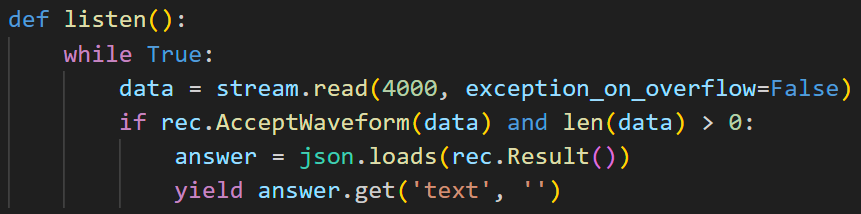 def listen():
    while True:
        data = stream.read(4000, exception_on_overflow=False)
        if rec.AcceptWaveform(data) and len(data) > 0:
            answer = json.loads(rec.Result())
            yield answer.get('text', '')